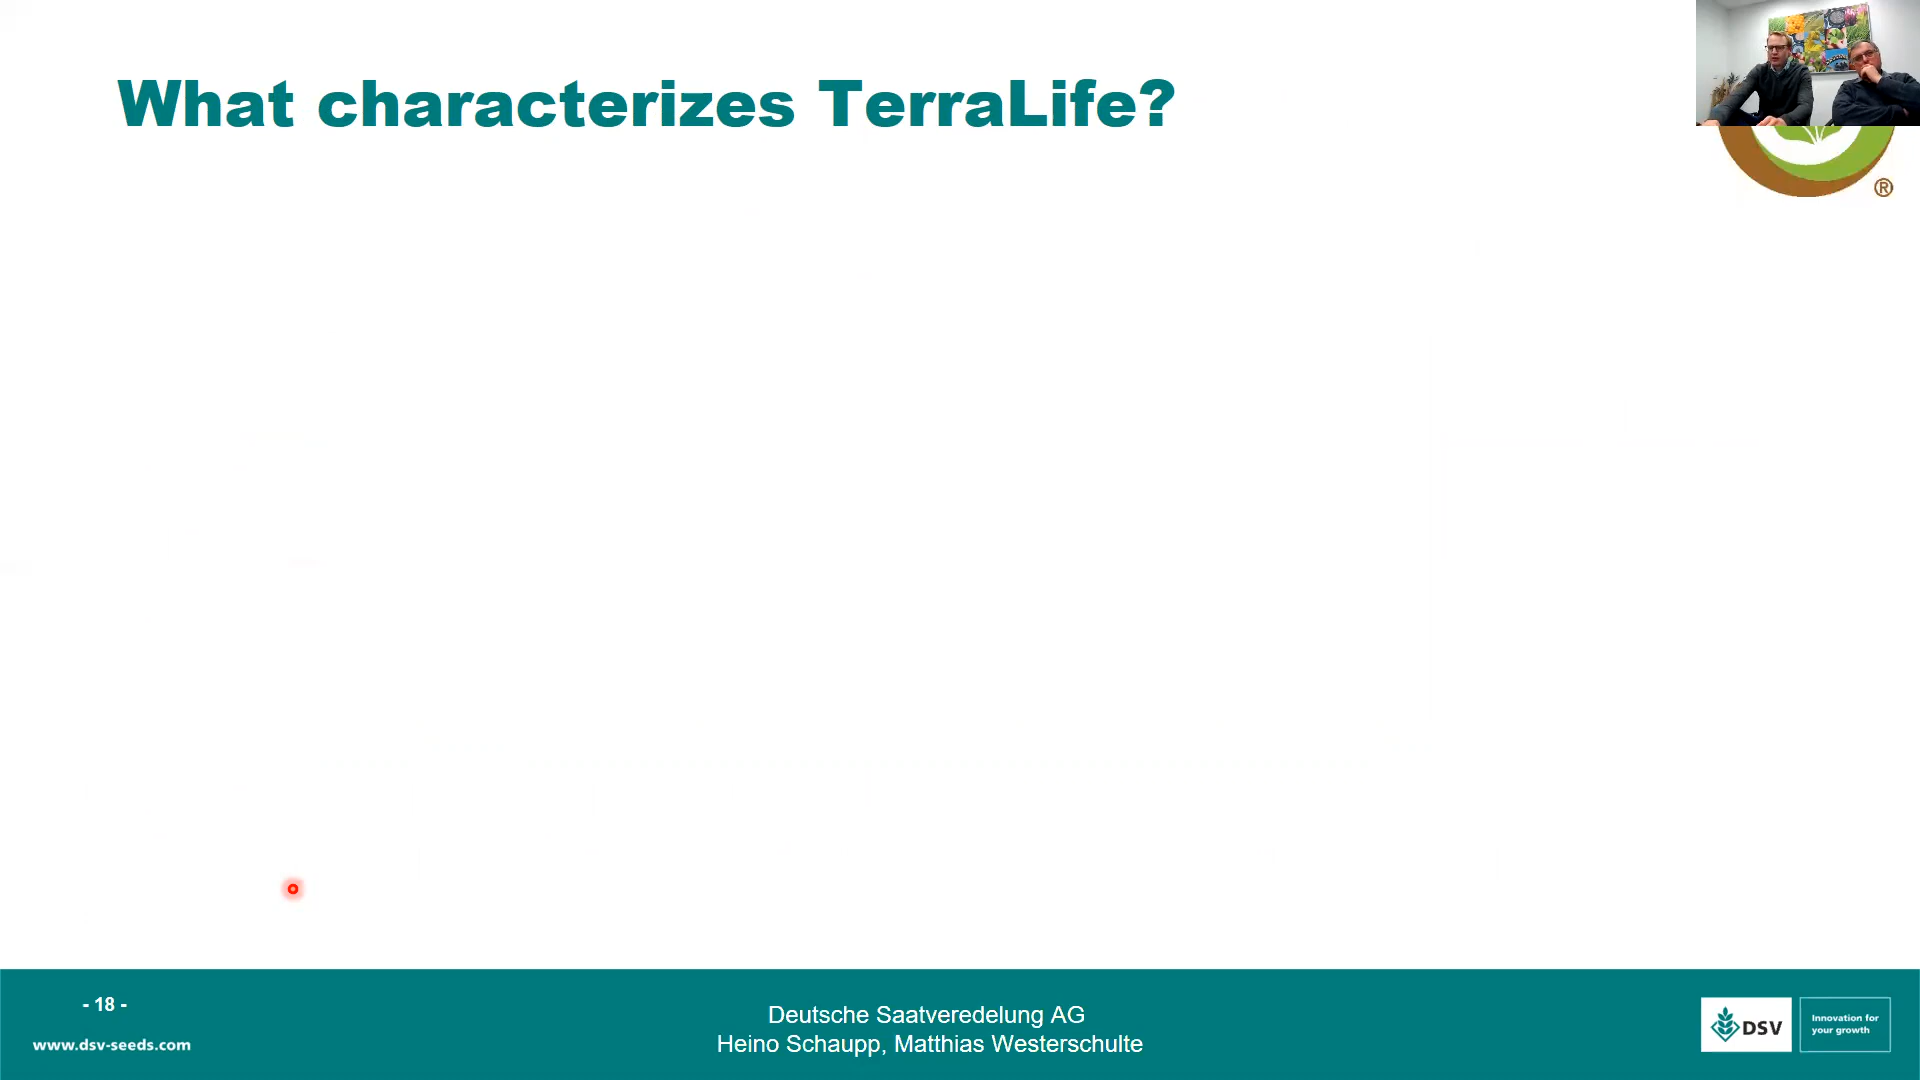 What characterizes TerraLife?
®
- 18 -
www.dsv-seeds.com
Deutsche Saatveredelung AG
Heino Schaupp, Matthias Westerschulte
DSV
Innovation for
your growth